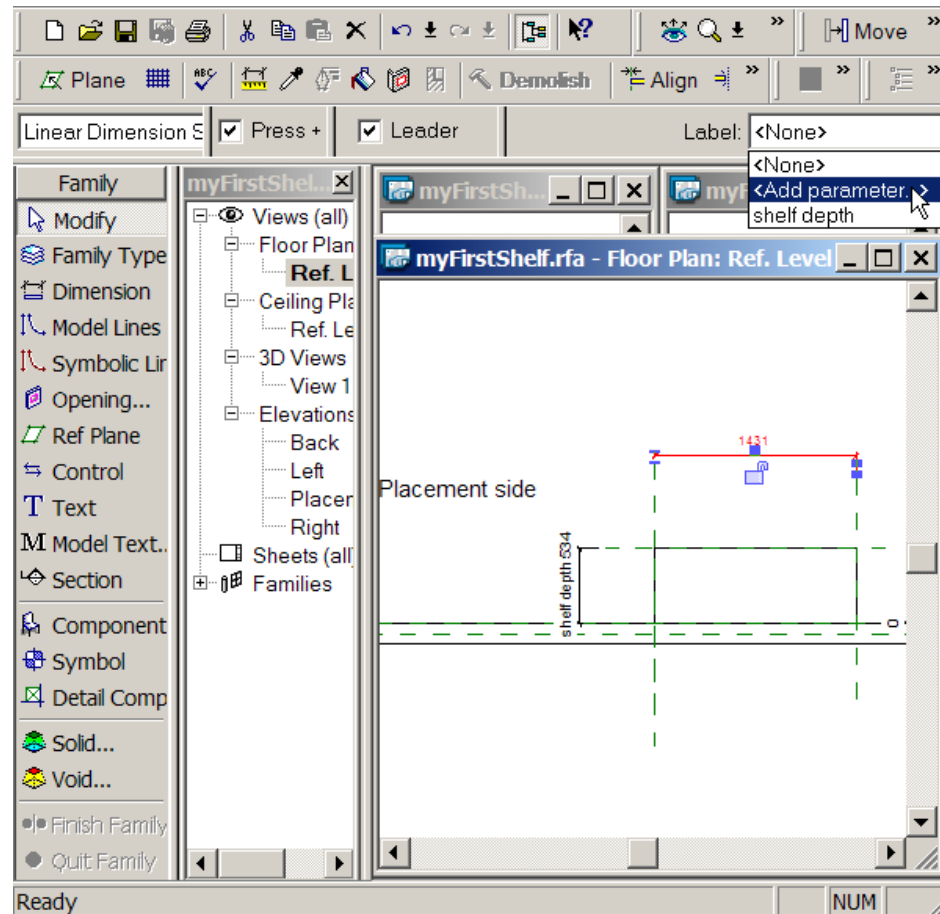 Move
Plane
ABC
Demolish
Align
Linear Dimension S
Press +
Leader
Label:
<None>
<None>
<Add parameter...>
shelf depth
Family
Modify
Family Type
Dimension
Model Lines
Symbolic Lin
Opening...
Ref Plane
Control
T Text
M Model Text..
Section
Component
Symbol
Detail Comp
Solid...
Void...
Finish Family
Quit Family
myFirstShel...
Views (all)
Floor Plan
Ref. L
Ceiling Pla
Ref. Le
3D Views
View 1
Elevations
Back
Left
Placem
Right
Sheets (all
Families
myFirstSh...
myF
myFirstShelf.rfa - Floor Plan: Ref. Level
1431
Placement side
shelf depth 534
0
Ready
NUM